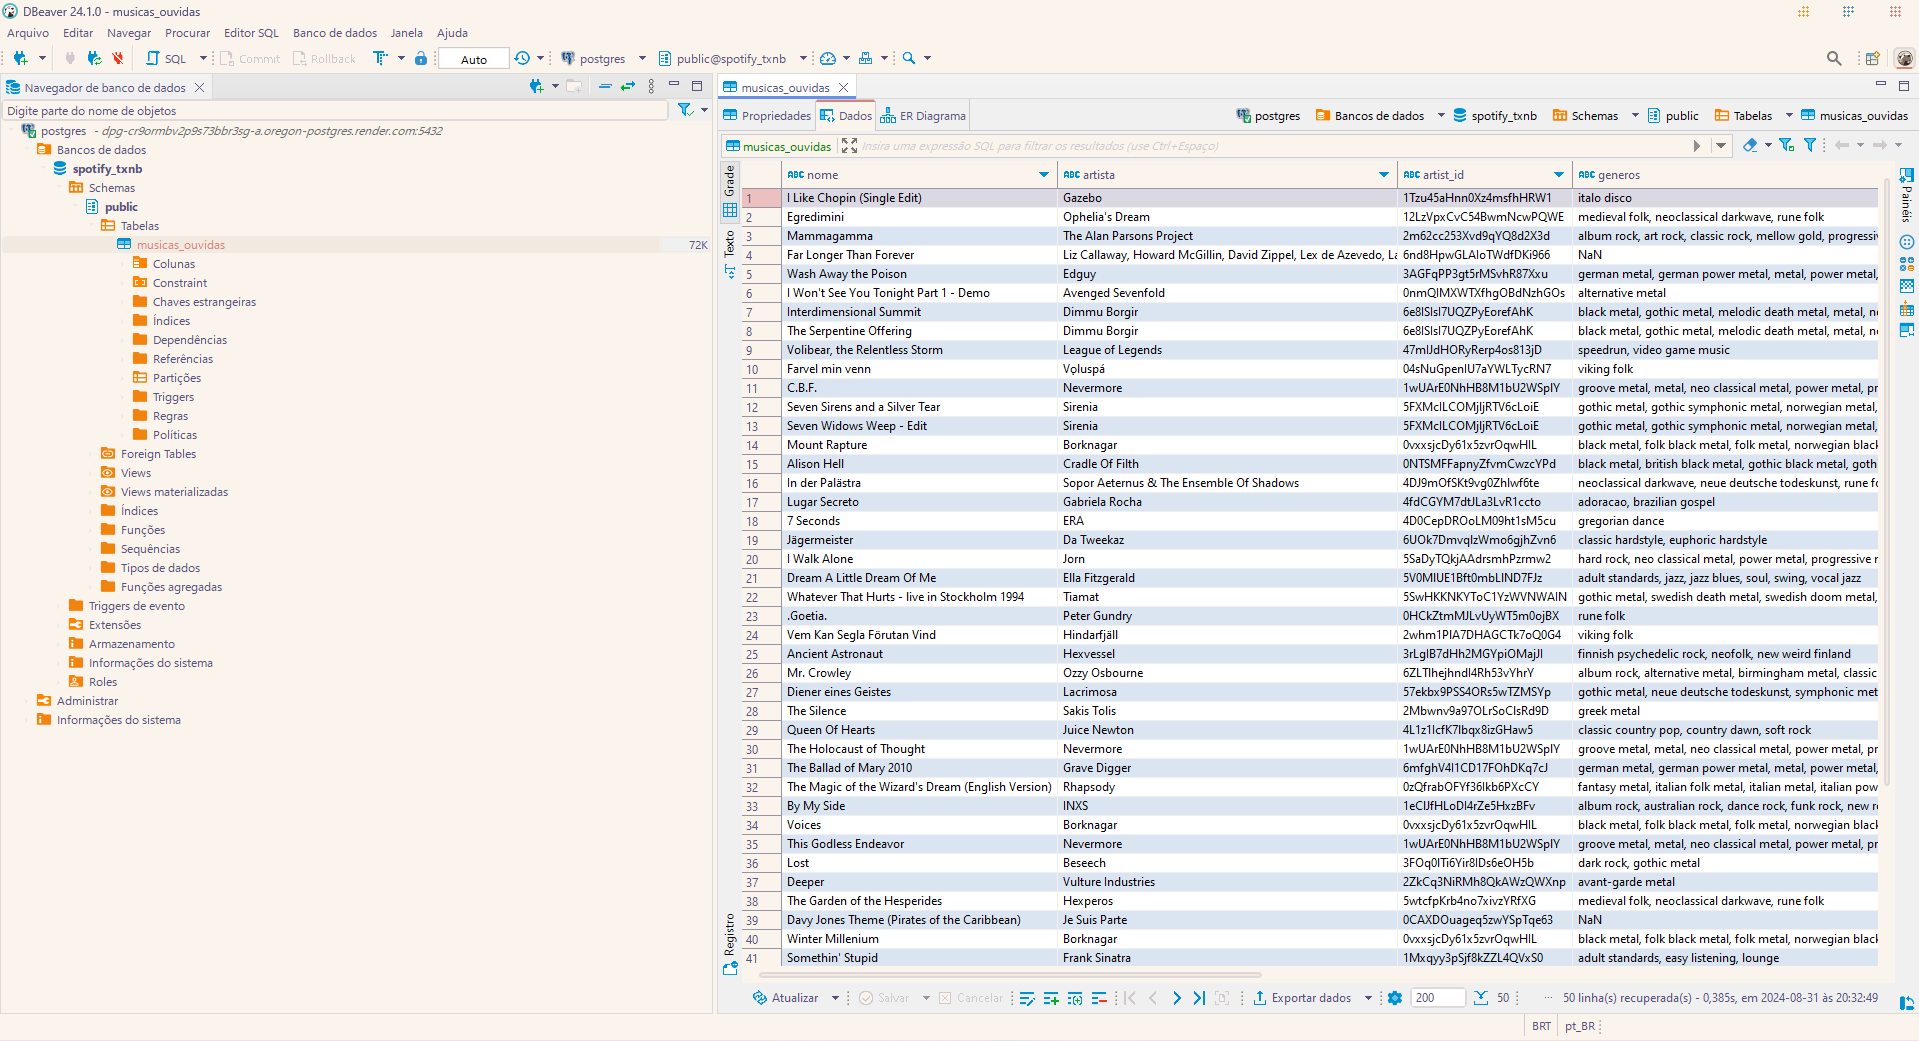 DBeaver 24.1.0 - musicas_ouvidas
Arquivo Editar Navegar Procurar Editor SQL Banco de dados Janela Ajuda
SQL Commit Rollback Auto postgres public@spotify_txnb
Navegador de banco de dados
Digite parte do nome de objetos
postgres - dpg-cr9ormbv2p9s73bbr3sg-a.oregon-postgres.render.com:5432
Bancos de dados
spotify_txnb
Schemas
public
Tabelas
musicas_ouvidas 72K
Colunas
Constraint
Chaves estrangeiras
Índices
Dependências
Referências
Partições
Triggers
Regras
Políticas
Foreign Tables
Views
Views materializadas
Índices
Funções
Sequências
Tipos de dados
Funções agregadas
Triggers de evento
Extensões
Armazenamento
Informações do sistema
Roles
Administrar
Informações do sistema
musicas_ouvidas
Propriedades Dados ER Diagrama postgres Bancos de dados spotify_txnb Schemas public Tabelas musicas_ouvidas
musicas_ouvidas Insira uma expressão SQL para filtrar os resultados (use Ctrl+Espaço)
Grade
Texto
Registro
Painéis
ABC nome ABC artista ABC artist_id ABC generos
1 I Like Chopin (Single Edit) Gazebo 1Tzu45aHnn0Xz4msfhHRW1 italo disco
2 Egredimini Ophelia's Dream 12LzVpxCvC54BwmNcwPQWE medieval folk, neoclassical darkwave, rune folk
3 Mammagamma The Alan Parsons Project 2m62cc253Xvd9qYQ8d2X3d album rock, art rock, classic rock, mellow gold, progressiv
4 Far Longer Than Forever Liz Callaway, Howard McGillin, David Zippel, Lex de Azevedo, La 6nd8HpwGLAIoTWdfDKi966 NaN
5 Wash Away the Poison Edguy 3AGFqPP3gt5rMSvhR87Xxu german metal, german power metal, metal, power metal,
6 I Won't See You Tonight Part 1 - Demo Avenged Sevenfold 0nmQIMXWTXfhgOBdNzhGOs alternative metal
7 Interdimensional Summit Dimmu Borgir 6e8ISIsI7UQZPyEorefAhK black metal, gothic metal, melodic death metal, metal, n
8 The Serpentine Offering Dimmu Borgir 6e8ISIsI7UQZPyEorefAhK black metal, gothic metal, melodic death metal, metal, n
9 Volibear, the Relentless Storm League of Legends 47mIJdHORyRerp4os813jD speedrun, video game music
10 Farvel min venn Vǫluspá 04sNuGpenIU7aYWLTycRN7 viking folk
11 C.B.F. Nevermore 1wUArE0NhHB8M1bU2WSpIY groove metal, metal, neo classical metal, power metal, pr
12 Seven Sirens and a Silver Tear Sirenia 5FXMcILCOMjIjRTV6cLoiE gothic metal, gothic symphonic metal, norwegian metal,
13 Seven Widows Weep - Edit Sirenia 5FXMcILCOMjIjRTV6cLoiE gothic metal, gothic symphonic metal, norwegian metal,
14 Mount Rapture Borknagar 0vxxsjcDy61x5zvrOqwHIL black metal, folk black metal, folk metal, norwegian black
15 Alison Hell Cradle Of Filth 0NTSMFFapnyZfvmCwzcYPd black metal, british black metal, gothic black metal, goth
16 In der Palästra Sopor Aeternus & The Ensemble Of Shadows 4DJ9mOfSKt9vg0Zhlwf6te neoclassical darkwave, neue deutsche todeskunst, rune fo
17 Lugar Secreto Gabriela Rocha 4fdCGYM7dtJLa3LvR1ccto adoracao, brazilian gospel
18 7 Seconds ERA 4D0CepDROoLM09ht1sM5cu gregorian dance
19 Jägermeister Da Tweekaz 6UOk7DmvqIzWmo6gjhZvn6 classic hardstyle, euphoric hardstyle
20 I Walk Alone Jorn 5SaDyTQkjAAdrsmhPzrmw2 hard rock, neo classical metal, power metal, progressive r
21 Dream A Little Dream Of Me Ella Fitzgerald 5V0MIUE1Bft0mbLIND7FJz adult standards, jazz, jazz blues, soul, swing, vocal jazz
22 Whatever That Hurts - live in Stockholm 1994 Tiamat 5SwHKKNKYToC1YzWVNWAIN gothic metal, swedish death metal, swedish doom metal,
23 .Goetia. Peter Gundry 0HCkZtmMJLvUyWT5m0ojBX rune folk
24 Vem Kan Segla Förutan Vind Hindarfjäll 2whm1PIA7DHAGCTk7oQ0G4 viking folk
25 Ancient Astronaut Hexvessel 3rLgIB7dHh2MGYpiOMajJI finnish psychedelic rock, neofolk, new weird finland
26 Mr. Crowley Ozzy Osbourne 6ZLTlhejhndI4Rh53vYhrY album rock, alternative metal, birmingham metal, classic
27 Diener eines Geistes Lacrimosa 57ekbx9PSS4ORs5wTZMSYp gothic metal, neue deutsche todeskunst, symphonic met
28 The Silence Sakis Tolis 2Mbwnv9a97OLrSoCIsRd9D greek metal
29 Queen Of Hearts Juice Newton 4L1z1IcfK7Ibqx8izGHaw5 classic country pop, country dawn, soft rock
30 The Holocaust of Thought Nevermore 1wUArE0NhHB8M1bU2WSpIY groove metal, metal, neo classical metal, power metal, pr
31 The Ballad of Mary 2010 Grave Digger 6mfghV4I1CD17FOhDKq7cJ german metal, german power metal, metal, power metal,
32 The Magic of the Wizard's Dream (English Version) Rhapsody 0zQfrabOFYf36Ikb6PXcCY fantasy metal, italian folk metal, italian metal, italian pow
33 By My Side INXS 1eClJfHLoDI4rZe5HxzBFv album rock, australian rock, dance rock, funk rock, new ro
34 Voices Borknagar 0vxxsjcDy61x5zvrOqwHIL black metal, folk black metal, folk metal, norwegian black
35 This Godless Endeavor Nevermore 1wUArE0NhHB8M1bU2WSpIY groove metal, metal, neo classical metal, power metal, pr
36 Lost Beseech 3FOq0ITi6Yir8IDs6eOH5b dark rock, gothic metal
37 Deeper Vulture Industries 2ZkCq3NiRMh8QkAWzQWXnp avant-garde metal
38 The Garden of the Hesperides Hexperos 5wtcfpKrb4no7xivzYRfXG medieval folk, neoclassical darkwave, rune folk
39 Davy Jones Theme (Pirates of the Caribbean) Je Suis Parte 0CAXDOuageq5zwYSpTqe63 NaN
40 Winter Millenium Borknagar 0vxxsjcDy61x5zvrOqwHIL black metal, folk black metal, folk metal, norwegian black
41 Somethin' Stupid Frank Sinatra 1Mxqyy3pSjf8kZZL4QVxS0 adult standards, easy listening, lounge
Atualizar Salvar Cancelar Exportar dados 200 50 ... 50 linha(s) recuperada(s) - 0,385s, em 2024-08-31 às 20:32:49
BRT pt_BR